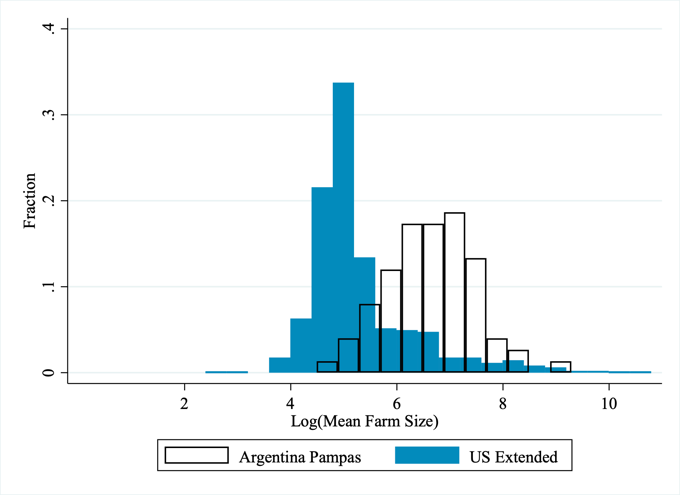 .4
.3
.2
.1
0
Fraction
2 4 6 8 10
Log(Mean Farm Size)
Argentina Pampas US Extended